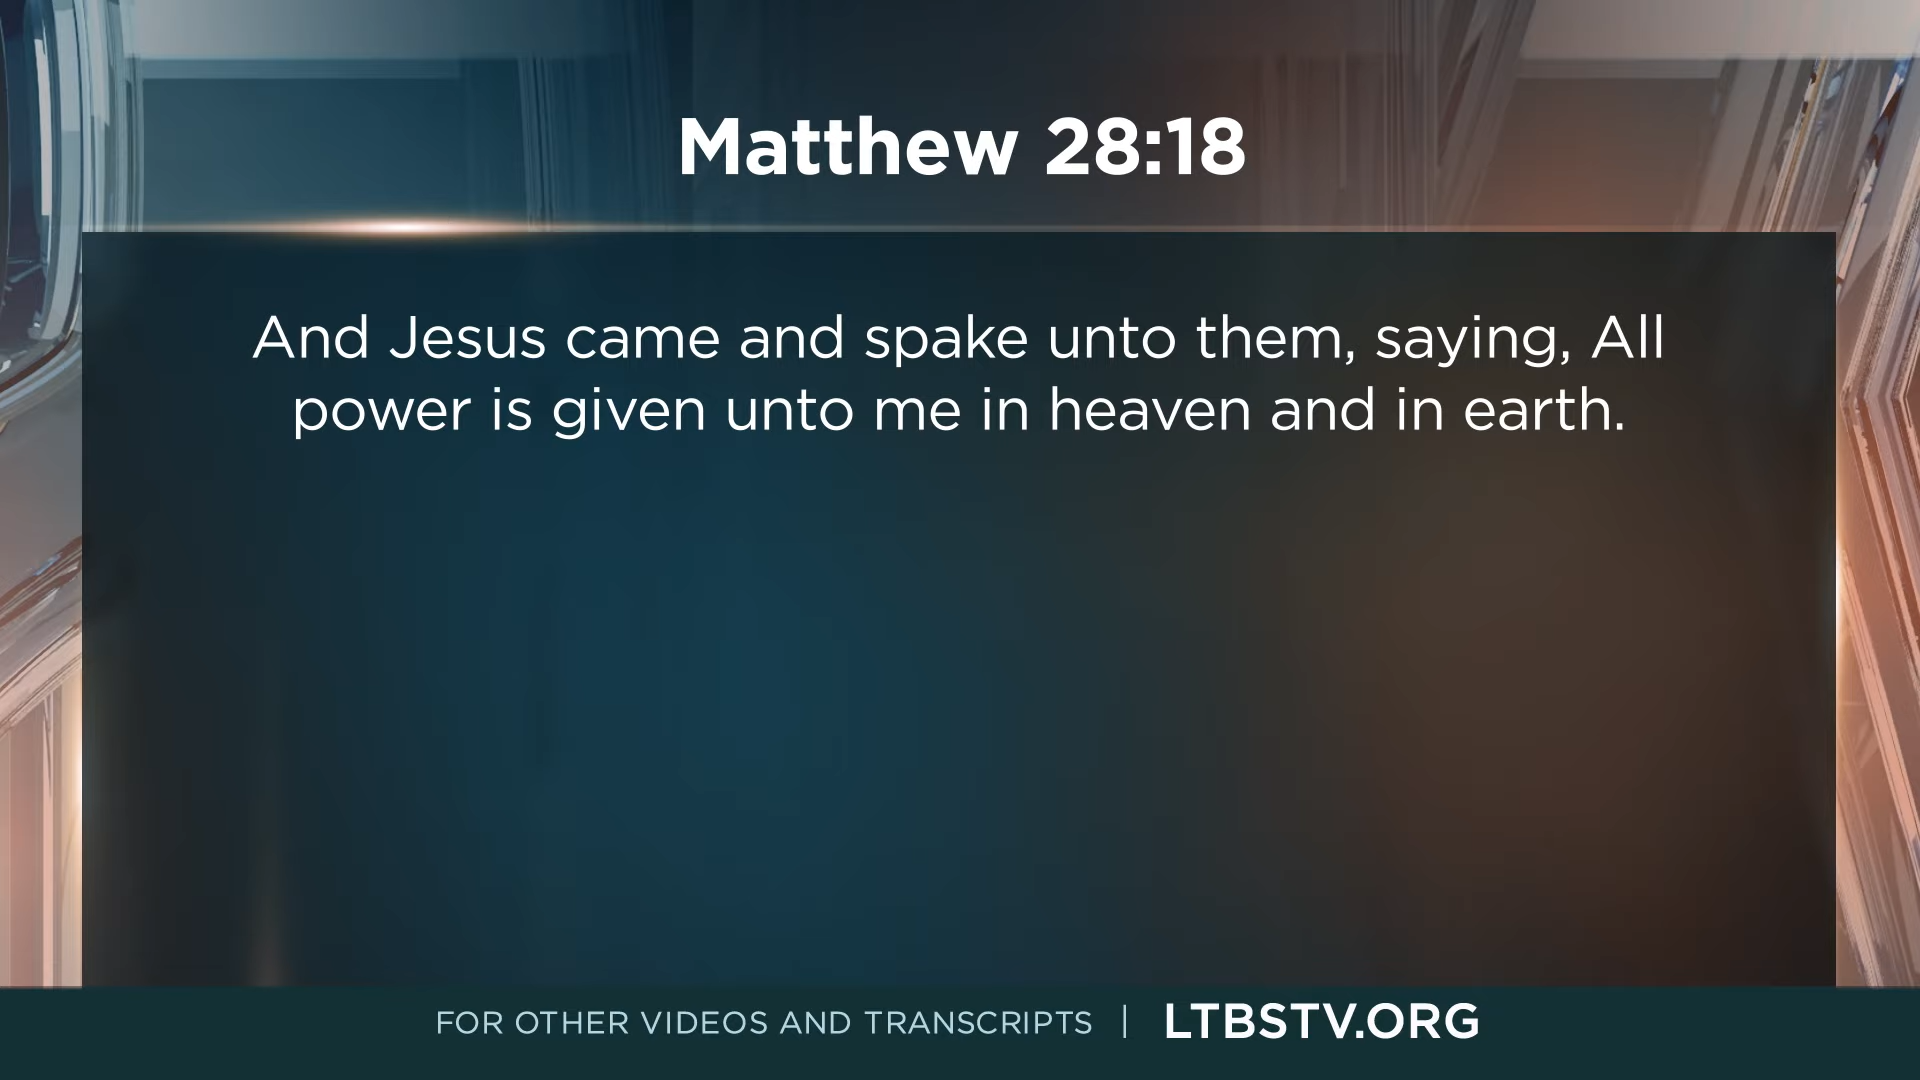 Matthew 28:18
And Jesus came and spake unto them, saying, All
power is given unto me in heaven and in earth.
FOR OTHER VIDEOS AND TRANSCRIPTS | LTBSTV.ORG